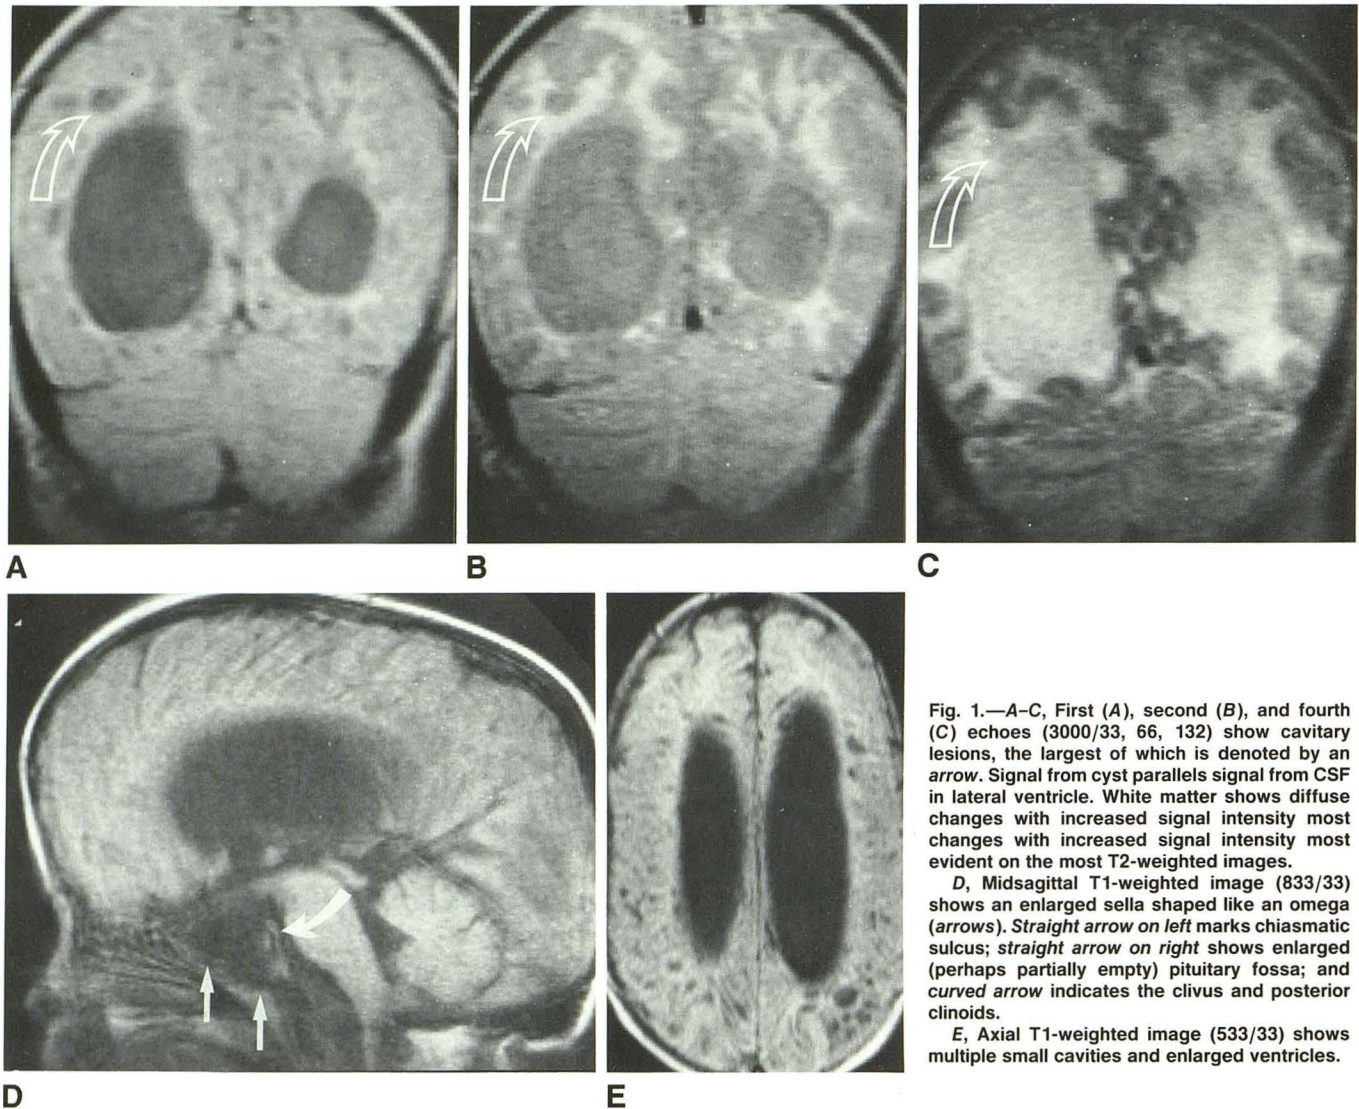 A
B
C
D
E
Fig. 1.—A–C, First (A), second (B), and fourth
(C) echoes (3000/33, 66, 132) show cavitary
lesions, the largest of which is denoted by an
arrow. Signal from cyst parallels signal from CSF
in lateral ventricle. White matter shows diffuse
changes with increased signal intensity most
changes with increased signal intensity most
evident on the most T2-weighted images.
D, Midsagittal T1-weighted image (833/33)
shows an enlarged sella shaped like an omega
(arrows). Straight arrow on left marks chiasmatic
sulcus; straight arrow on right shows enlarged
(perhaps partially empty) pituitary fossa; and
curved arrow indicates the clivus and posterior
clinoids.
E, Axial T1-weighted image (533/33) shows
multiple small cavities and enlarged ventricles.